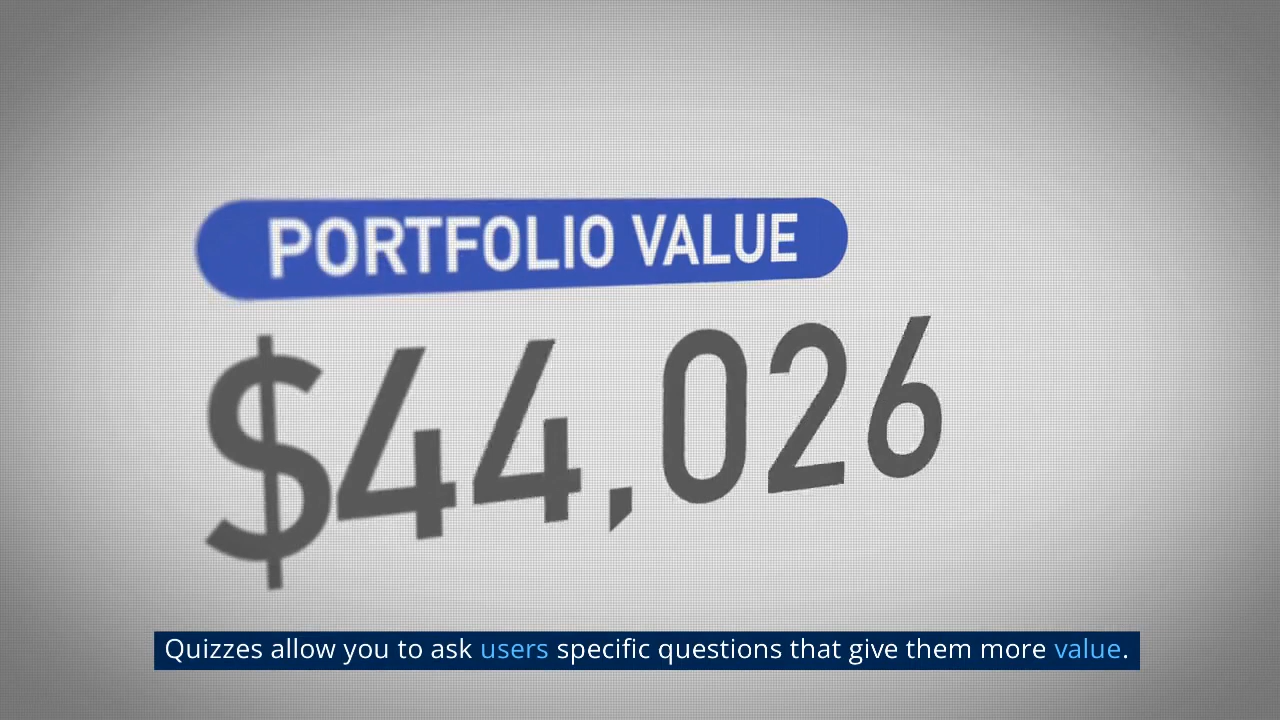 PORTFOLIO VALUE
$44,026
Quizzes allow you to ask users specific questions that give them more value.